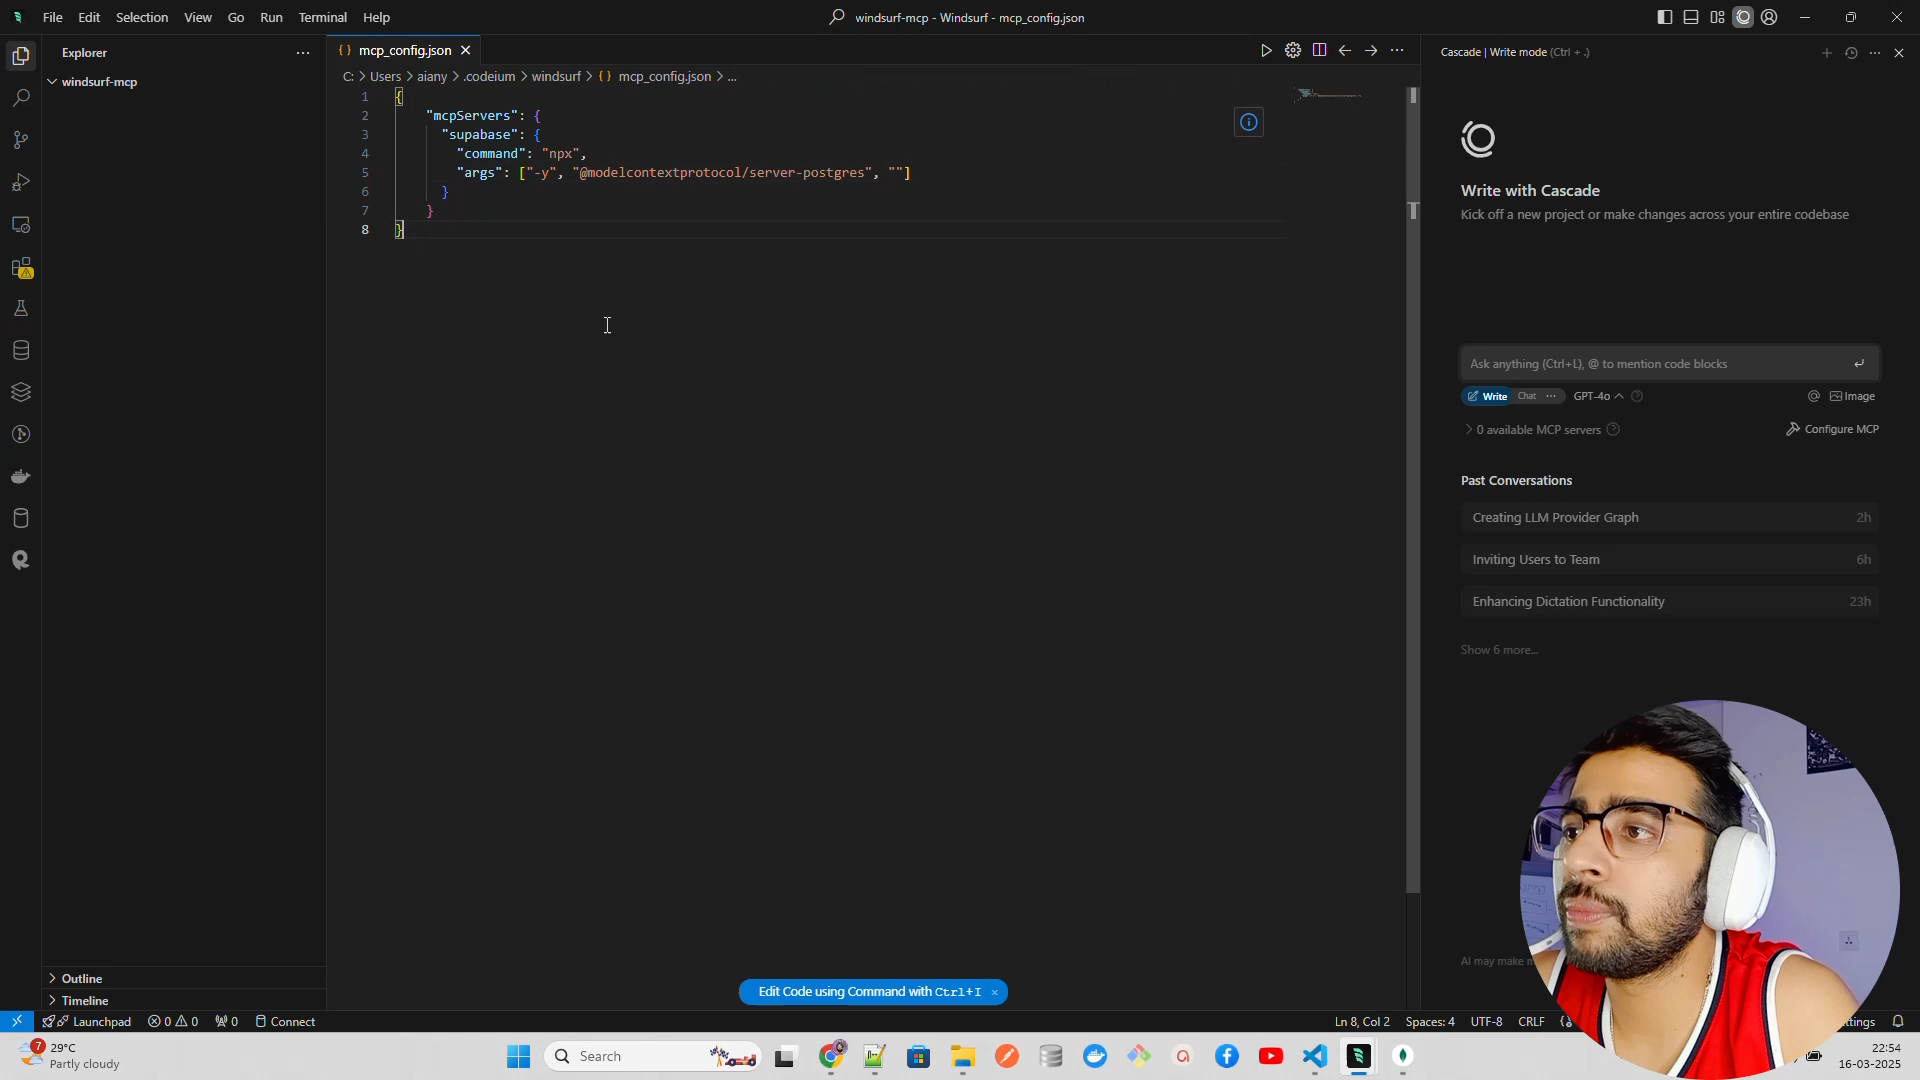 File Edit Selection View Go Run Terminal Help
windsurf-mcp - Windsurf - mcp_config.json
Explorer
windsurf-mcp
mcp_config.json
C: > Users > aiany > .codeium > windsurf > {} mcp_config.json > ...
1 {
2 "mcpServers": {
3 "supabase": {
4 "command": "npx",
5 "args": ["-y", "@modelcontextprotocol/server-postgres", ""]
6 }
7 }
8 }
Cascade | Write mode (Ctrl + .)
Write with Cascade
Kick off a new project or make changes across your entire codebase
Ask anything (Ctrl+L), @ to mention code blocks
Write Chat ... GPT-4o
@ Image
0 available MCP servers
Configure MCP
Past Conversations
Creating LLM Provider Graph 2h
Inviting Users to Team 6h
Enhancing Dictation Functionality 23h
Show 6 more...
AI may make
Outline
Timeline
Edit Code using Command with Ctrl+I
Launchpad 0 0 0 Connect
Ln 8, Col 2 Spaces: 4 UTF-8 CRLF
7
29°C
Partly cloudy
Search
22:54
16-03-2025